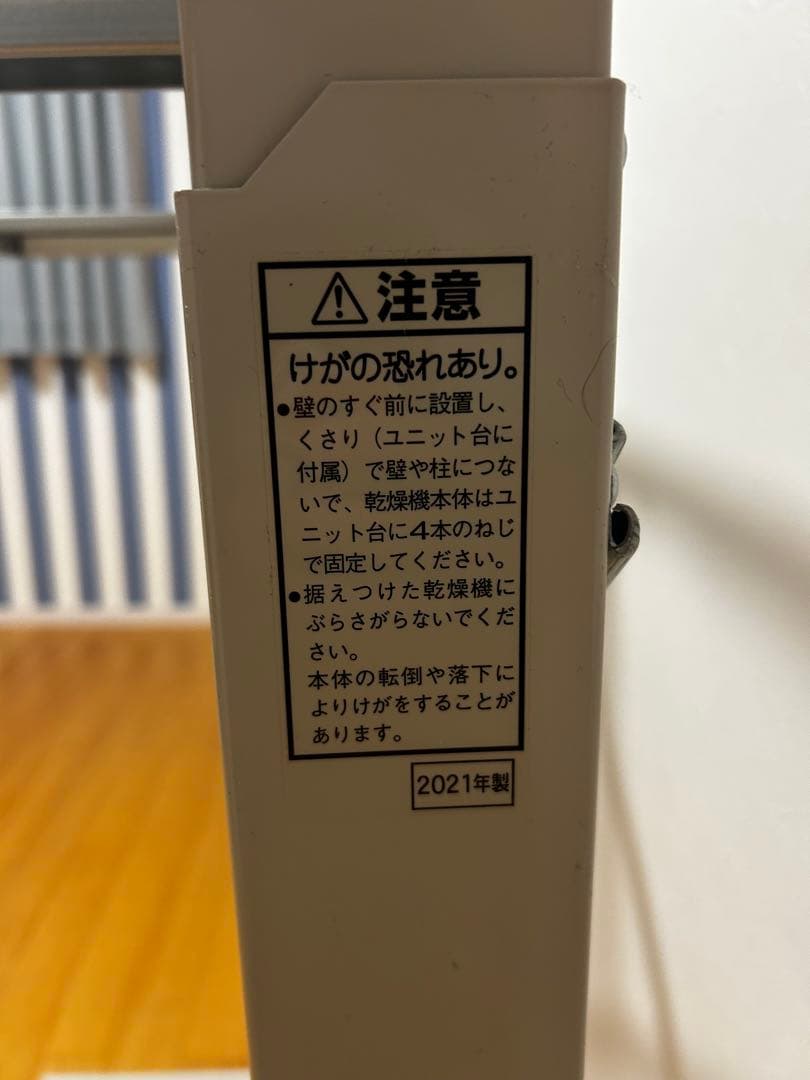 注意
けがの恐れあり。
●壁のすぐ前に設置し、
くさり(ユニット台に
付属)で壁や柱につな
いで、乾燥機本体はユ
ニット台に4本のねじ
で固定してください。
●据えつけた乾燥機に
ぶらさがらないでくだ
さい。
本体の転倒や落下に
よりけがをすることが
あります。
2021年製